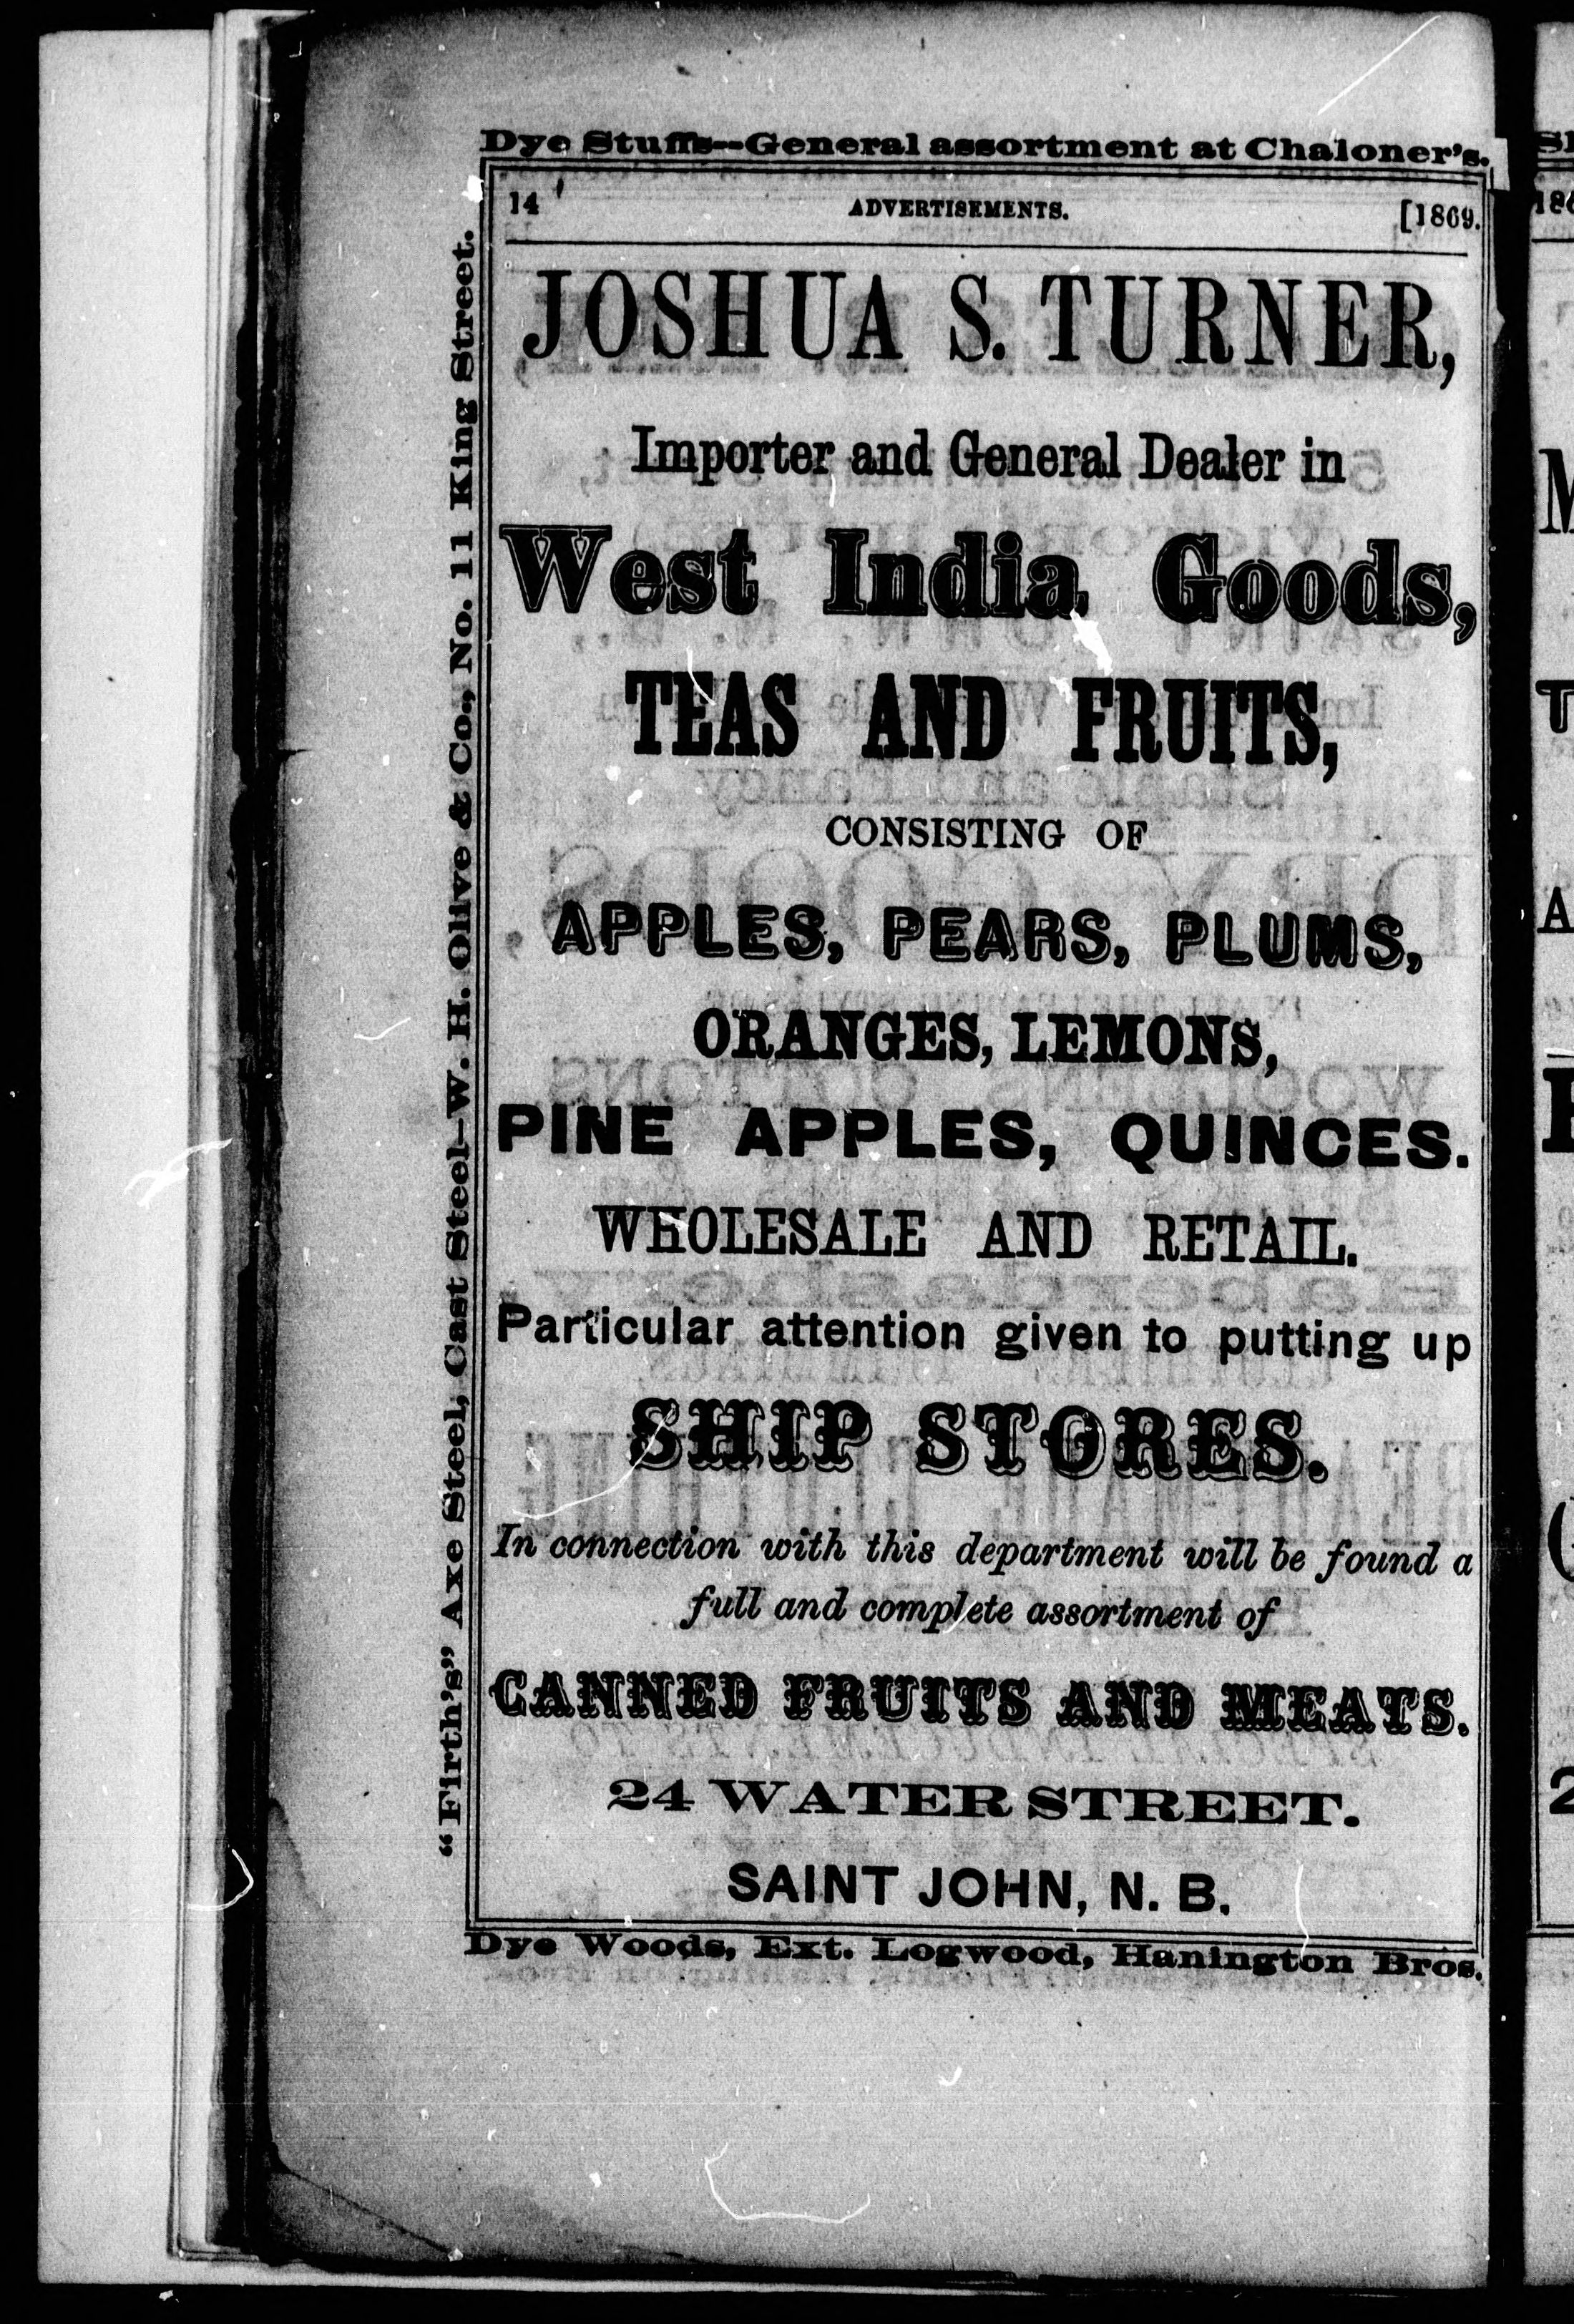 Dye Stuffs--General assortment at Chaloner's.
14 ADVERTISEMENTS. [1869.
JOSHUA S. TURNER,
Importer and General Dealer in
West India Goods,
TEAS AND FRUITS,
CONSISTING OF
APPLES, PEARS, PLUMS,
ORANGES, LEMONS,
PINE APPLES, QUINCES.
WHOLESALE AND RETAIL.
Particular attention given to putting up
SHIP STORES.
In connection with this department will be found a
full and complete assortment of
CANNED FRUITS AND MEATS.
24 WATER STREET.
SAINT JOHN, N. B.
Dye Woods, Ext. Logwood, Hanington Bros.
"Firth's" Axe Steel, Cast Steel—W. H. Olive & Co., No. 11 King Street.